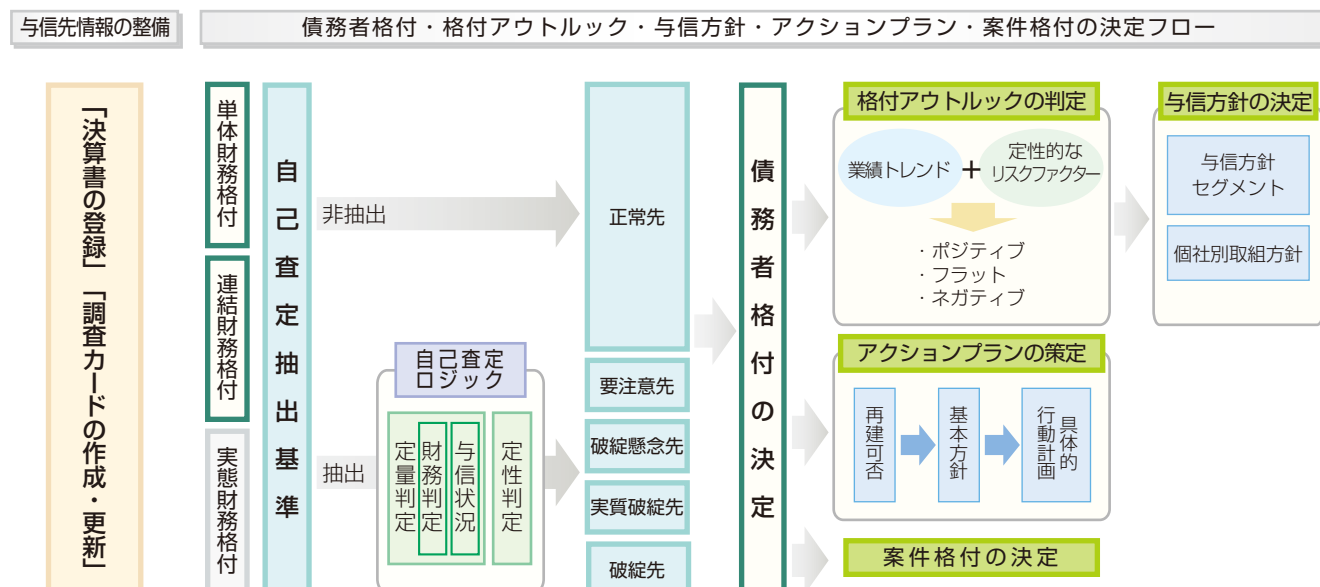 与信先情報の整備
債務者格付・格付アウトルック・与信方針・アクションプラン・案件格付の決定フロー
「決算書の登録」「調査カードの作成・更新」
単体財務格付
連結財務格付
実態財務格付
自己査定抽出基準
非抽出
抽出
自己査定
ロジック
定量判定
財務判定
与信状況
定性判定
正常先
要注意先
破綻懸念先
実質破綻先
破綻先
債務者格付の決定
格付アウトルックの判定
業績トレンド
+
定性的な
リスクファクター
・ポジティブ
・フラット
・ネガティブ
与信方針の決定
与信方針
セグメント
個社別取組方針
アクションプランの策定
再建可否
基本方針
具体的
行動計画
案件格付の決定